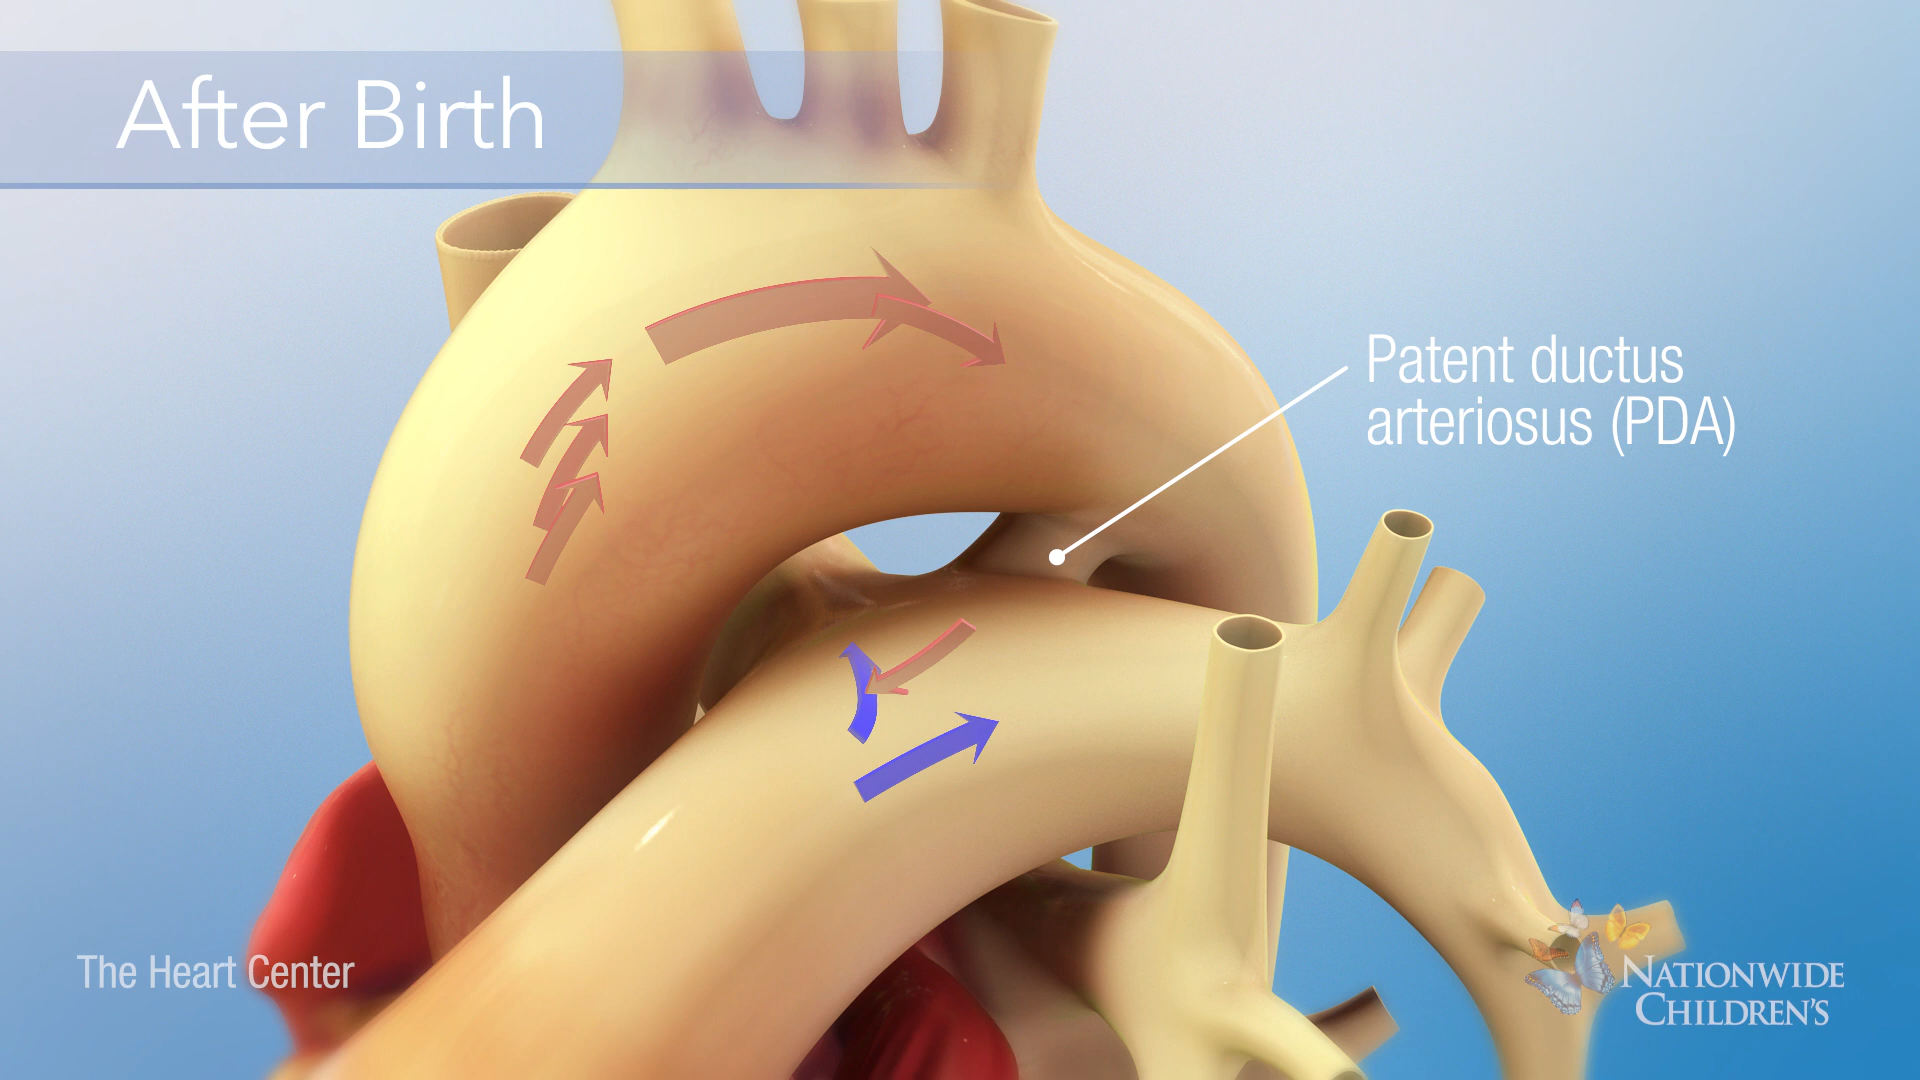 After Birth
Patent ductus
arteriosus (PDA)
The Heart Center
NATIONWIDE
CHILDREN'S